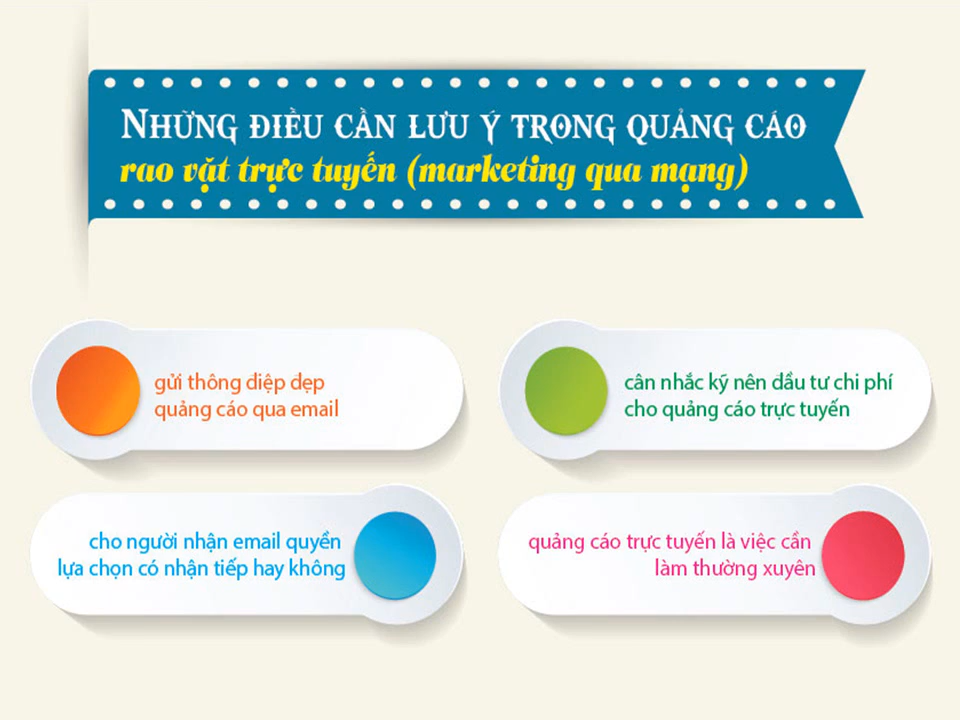 NHỮNG ĐIỀU CẦN LƯU Ý TRONG QUẢNG CÁO
rao vặt trực tuyến (marketing qua mạng)
gửi thông điệp đẹp
quảng cáo qua email
cân nhắc kỹ nên đầu tư chi phí
cho quảng cáo trực tuyến
cho người nhận email quyền
lựa chọn có nhận tiếp hay không
quảng cáo trực tuyến là việc cần
làm thường xuyên